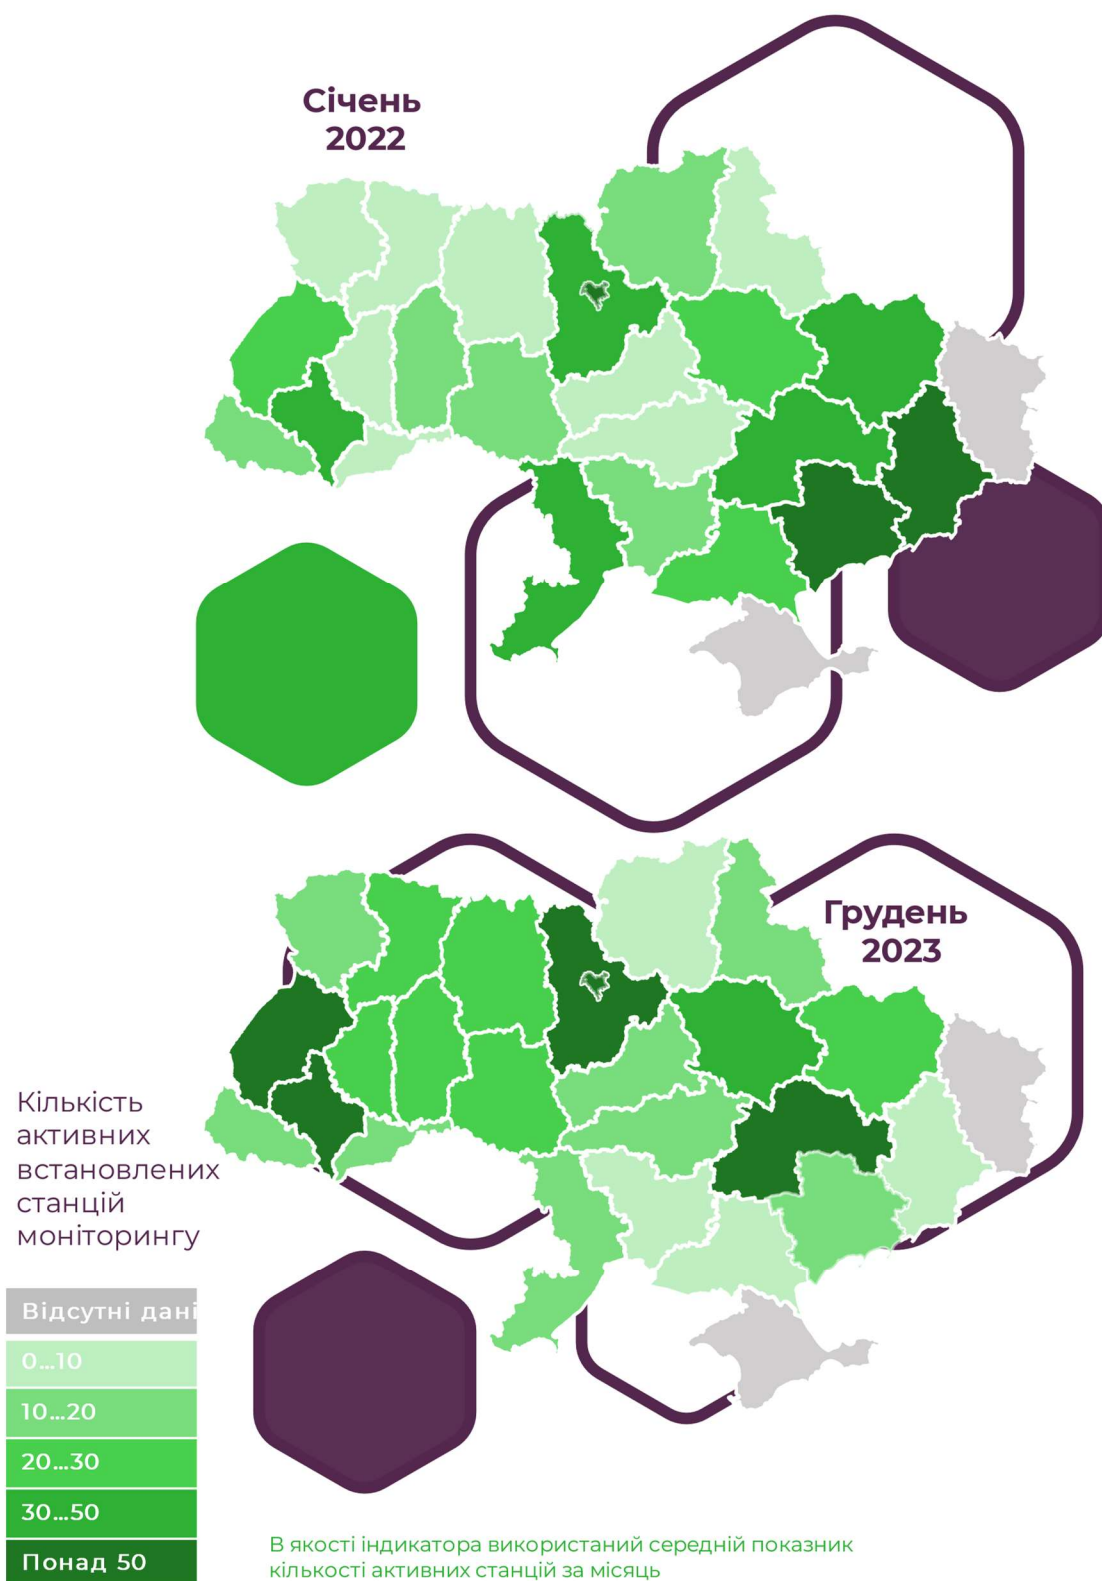 Січень
2022
Грудень
2023
Кількість
активних
встановлених
станцій
моніторингу
Відсутні дані
0...10
10...20
20...30
30...50
Понад 50
В якості індикатора використаний середній показник
кількості активних станцій за місяць